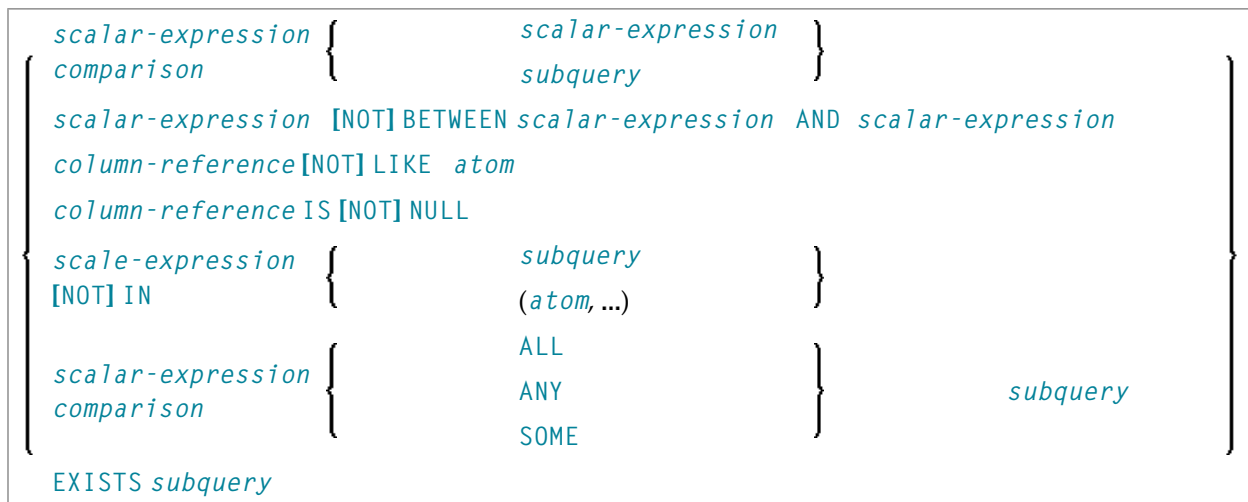 scalar-expression { scalar-expression }
comparison subquery
scalar-expression [NOT] BETWEEN scalar-expression AND scalar-expression
column-reference [NOT] LIKE atom
column-reference IS [NOT] NULL
scale-expression { subquery }
[NOT] IN (atom, ...)
ALL
scalar-expression { ANY } subquery
comparison
SOME
EXISTS subquery